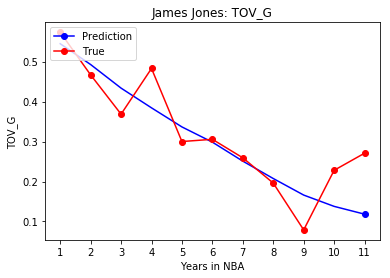 James Jones: TOV_G
Prediction
True
TOV_G
0.5
0.4
0.3
0.2
0.1
1 2 3 4 5 6 7 8 9 10 11
Years in NBA